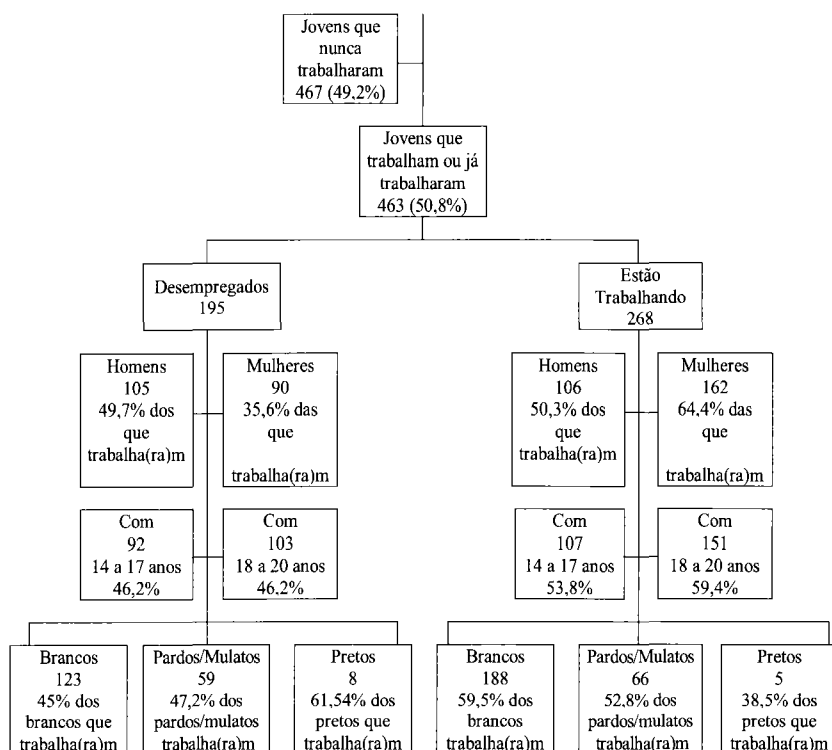 Jovens que
nunca
trabalharam
467 (49,2%)
Jovens que
trabalham ou já
trabalharam
463 (50,8%)
Desempregados
195
Estão
Trabalhando
268
Homens
105
49,7% dos
que
trabalha(ra)m
Mulheres
90
35,6% das
que
trabalha(ra)m
Homens
106
50,3% dos
que
trabalha(ra)m
Mulheres
162
64,4% das
que
trabalha(ra)m
Com
92
14 a 17 anos
46,2%
Com
103
18 a 20 anos
46,2%
Com
107
14 a 17 anos
53,8%
Com
151
18 a 20 anos
59,4%
Brancos
123
45% dos
brancos que
trabalha(ra)m
Pardos/Mulatos
59
47,2% dos
pardos/mulatos
trabalha(ra)m
Pretos
8
61,54% dos
pretos que
trabalha(ra)m
Brancos
188
59,5% dos
brancos
trabalha(ra)m
Pardos/Mulatos
66
52,8% dos
pardos/mulatos
trabalha(ra)m
Pretos
5
38,5% dos
pretos que
trabalha(ra)m